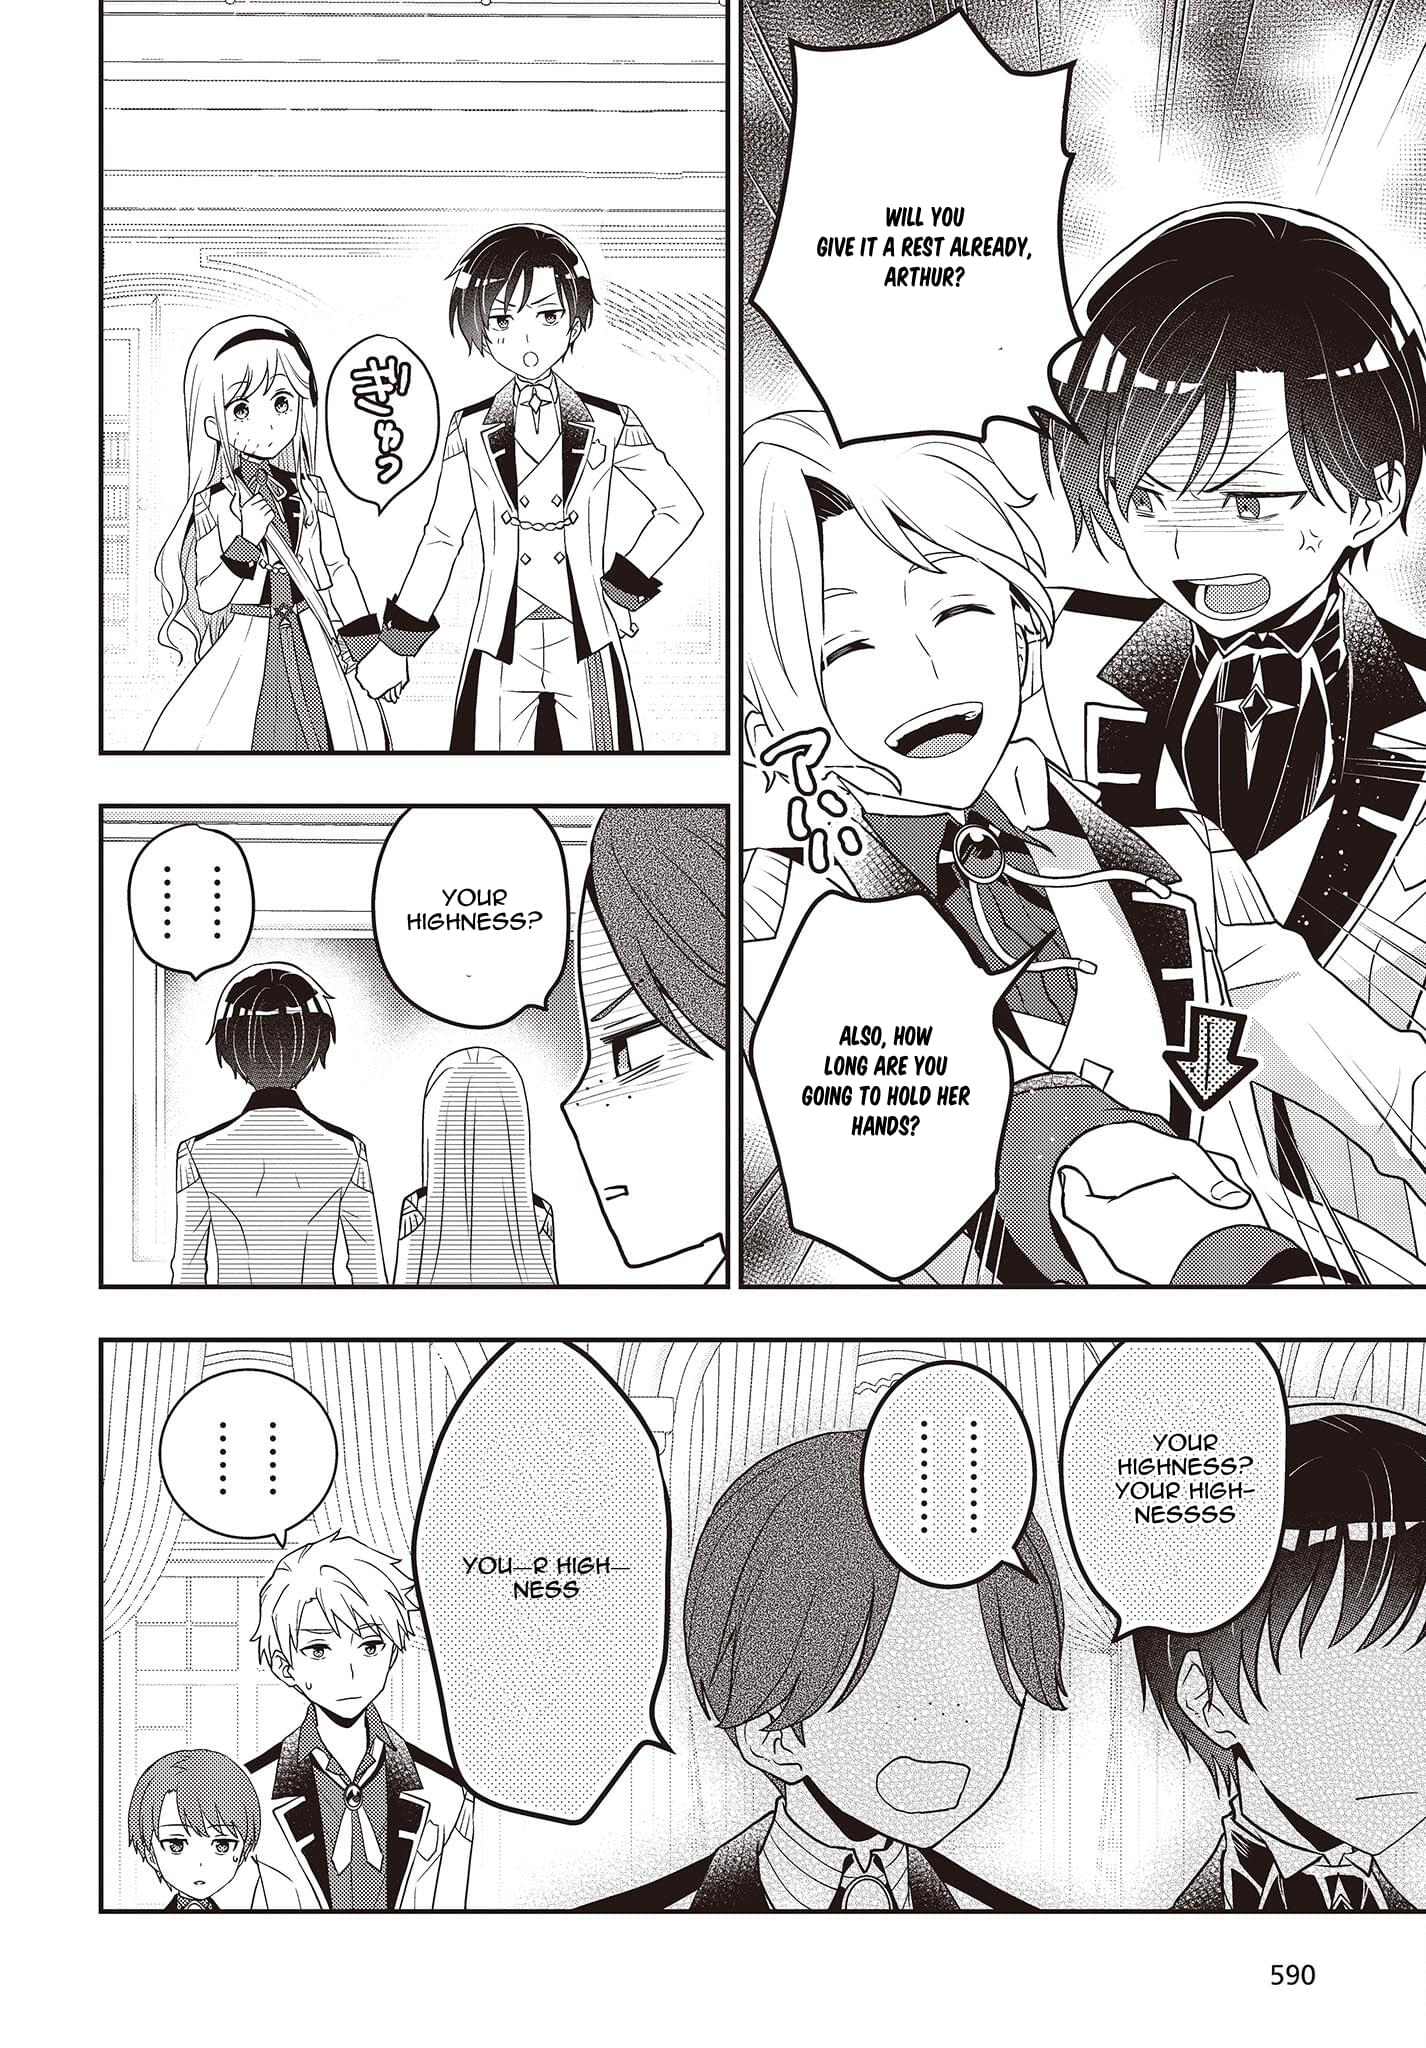 WILL YOU
GIVE IT A REST ALREADY,
ARTHUR?
アハハハ
ALSO, HOW
LONG ARE YOU
GOING TO HOLD HER
HANDS?
ぎゅっ
YOUR
HIGHNESS?
⋮⋮
YOUR
HIGHNESS?
YOUR HIGH-
NESSSS
⋮⋮
YOU—R HIGH—
NESS
⋮⋮
590